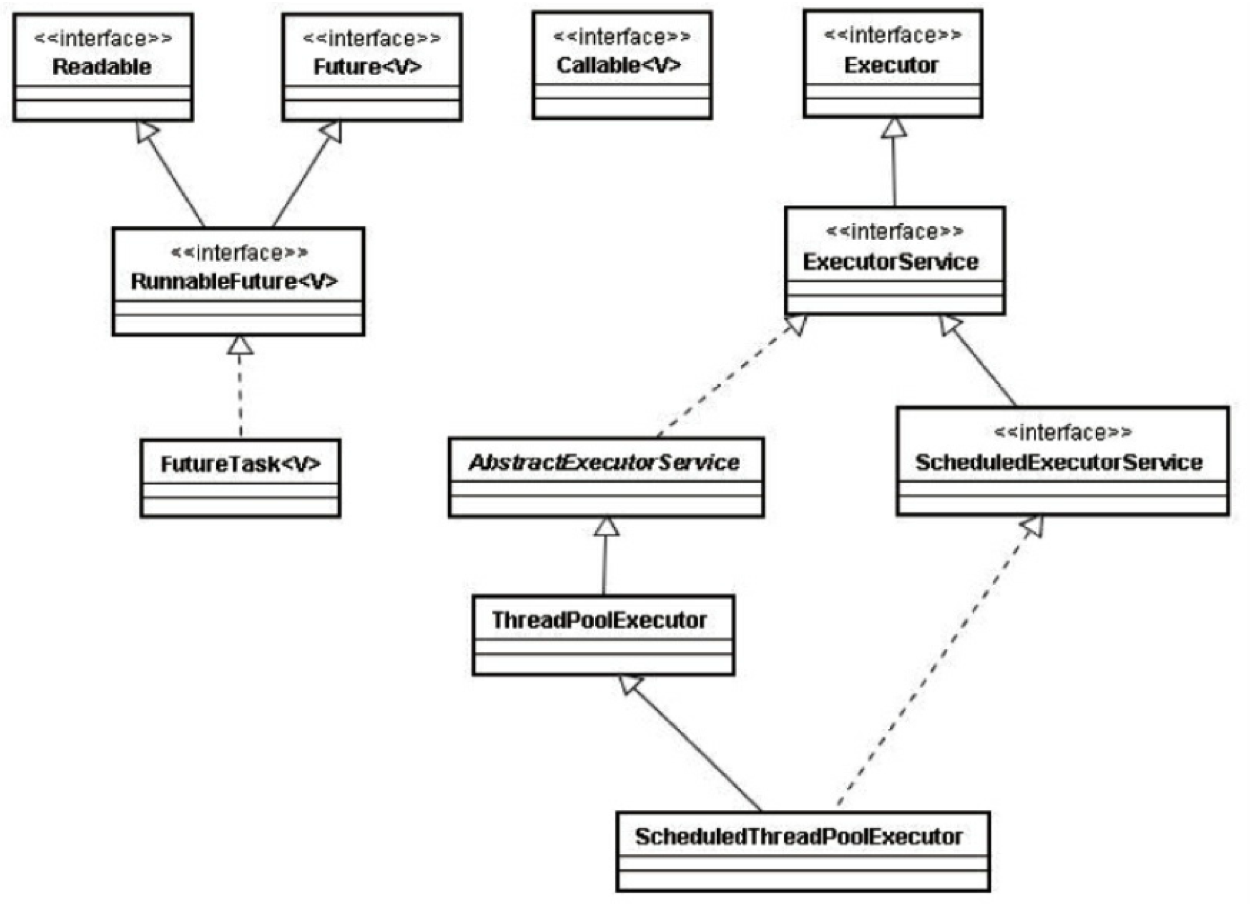 <<interface>>
Readable
<<interface>>
Future<V>
<<interface>>
Callable<V>
<<interface>>
Executor
<<interface>>
RunnableFuture<V>
<<interface>>
ExecutorService
FutureTask<V>
AbstractExecutorService
<<interface>>
ScheduledExecutorService
ThreadPoolExecutor
ScheduledThreadPoolExecutor